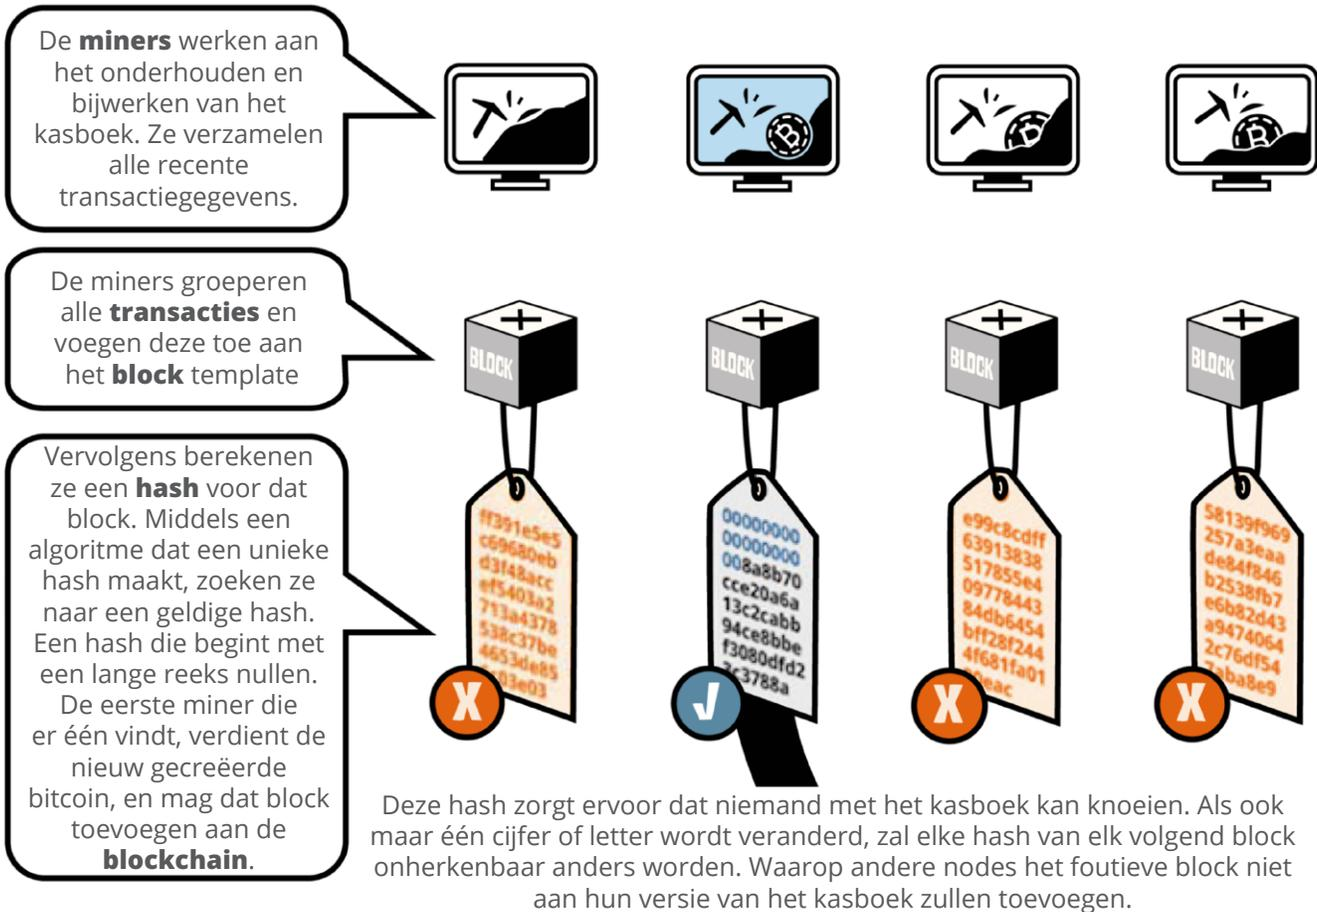 De miners werken aan
het onderhouden en
bijwerken van het
kasboek. Ze verzamelen
alle recente
transactiegegevens.
De miners groeperen
alle transacties en
voegen deze toe aan
het block template
BLOCK
BLOCK
BLOCK
BLOCK
Vervolgens berekenen
ze een hash voor dat
block. Middels een
algoritme dat een unieke
hash maakt, zoeken ze
naar een geldige hash.
Een hash die begint met
een lange reeks nullen.
De eerste miner die
er één vindt, verdient de
nieuw gecreëerde
bitcoin, en mag dat block
toevoegen aan de
blockchain.
ff391e5e5
c69680eb
d3f48acc
ef5403a2
713a4378
538c37be
4653de85
X
00000000
00000000
008a8b70
cce20a6a
13c2cabb
94ce8bbe
f3080dfd2
3c3788a
√
e99c8cdff
63913838
517855e4
09778443
84db6454
bff28f244
4f681fa01
X
58139f969
257a3eaa
de84f846
b2538fb7
e6b82d43
a9474064
2c76df54
7aba8e9
X
Deze hash zorgt ervoor dat niemand met het kasboek kan knoeien. Als ook
maar één cijfer of letter wordt veranderd, zal elke hash van elk volgend block
onherkenbaar anders worden. Waarop andere nodes het foutieve block niet
aan hun versie van het kasboek zullen toevoegen.